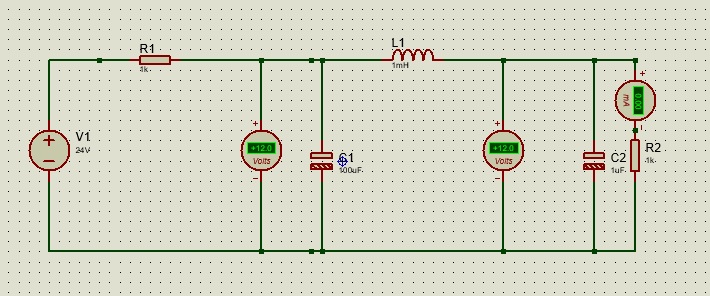 R1
1k
L1
1mH
V1
24V
+
−
+
+12.0
Volts
−
C1
100uF
+
+12.0
Volts
−
C2
1uF
+
0.00
mA
−
R2
1k